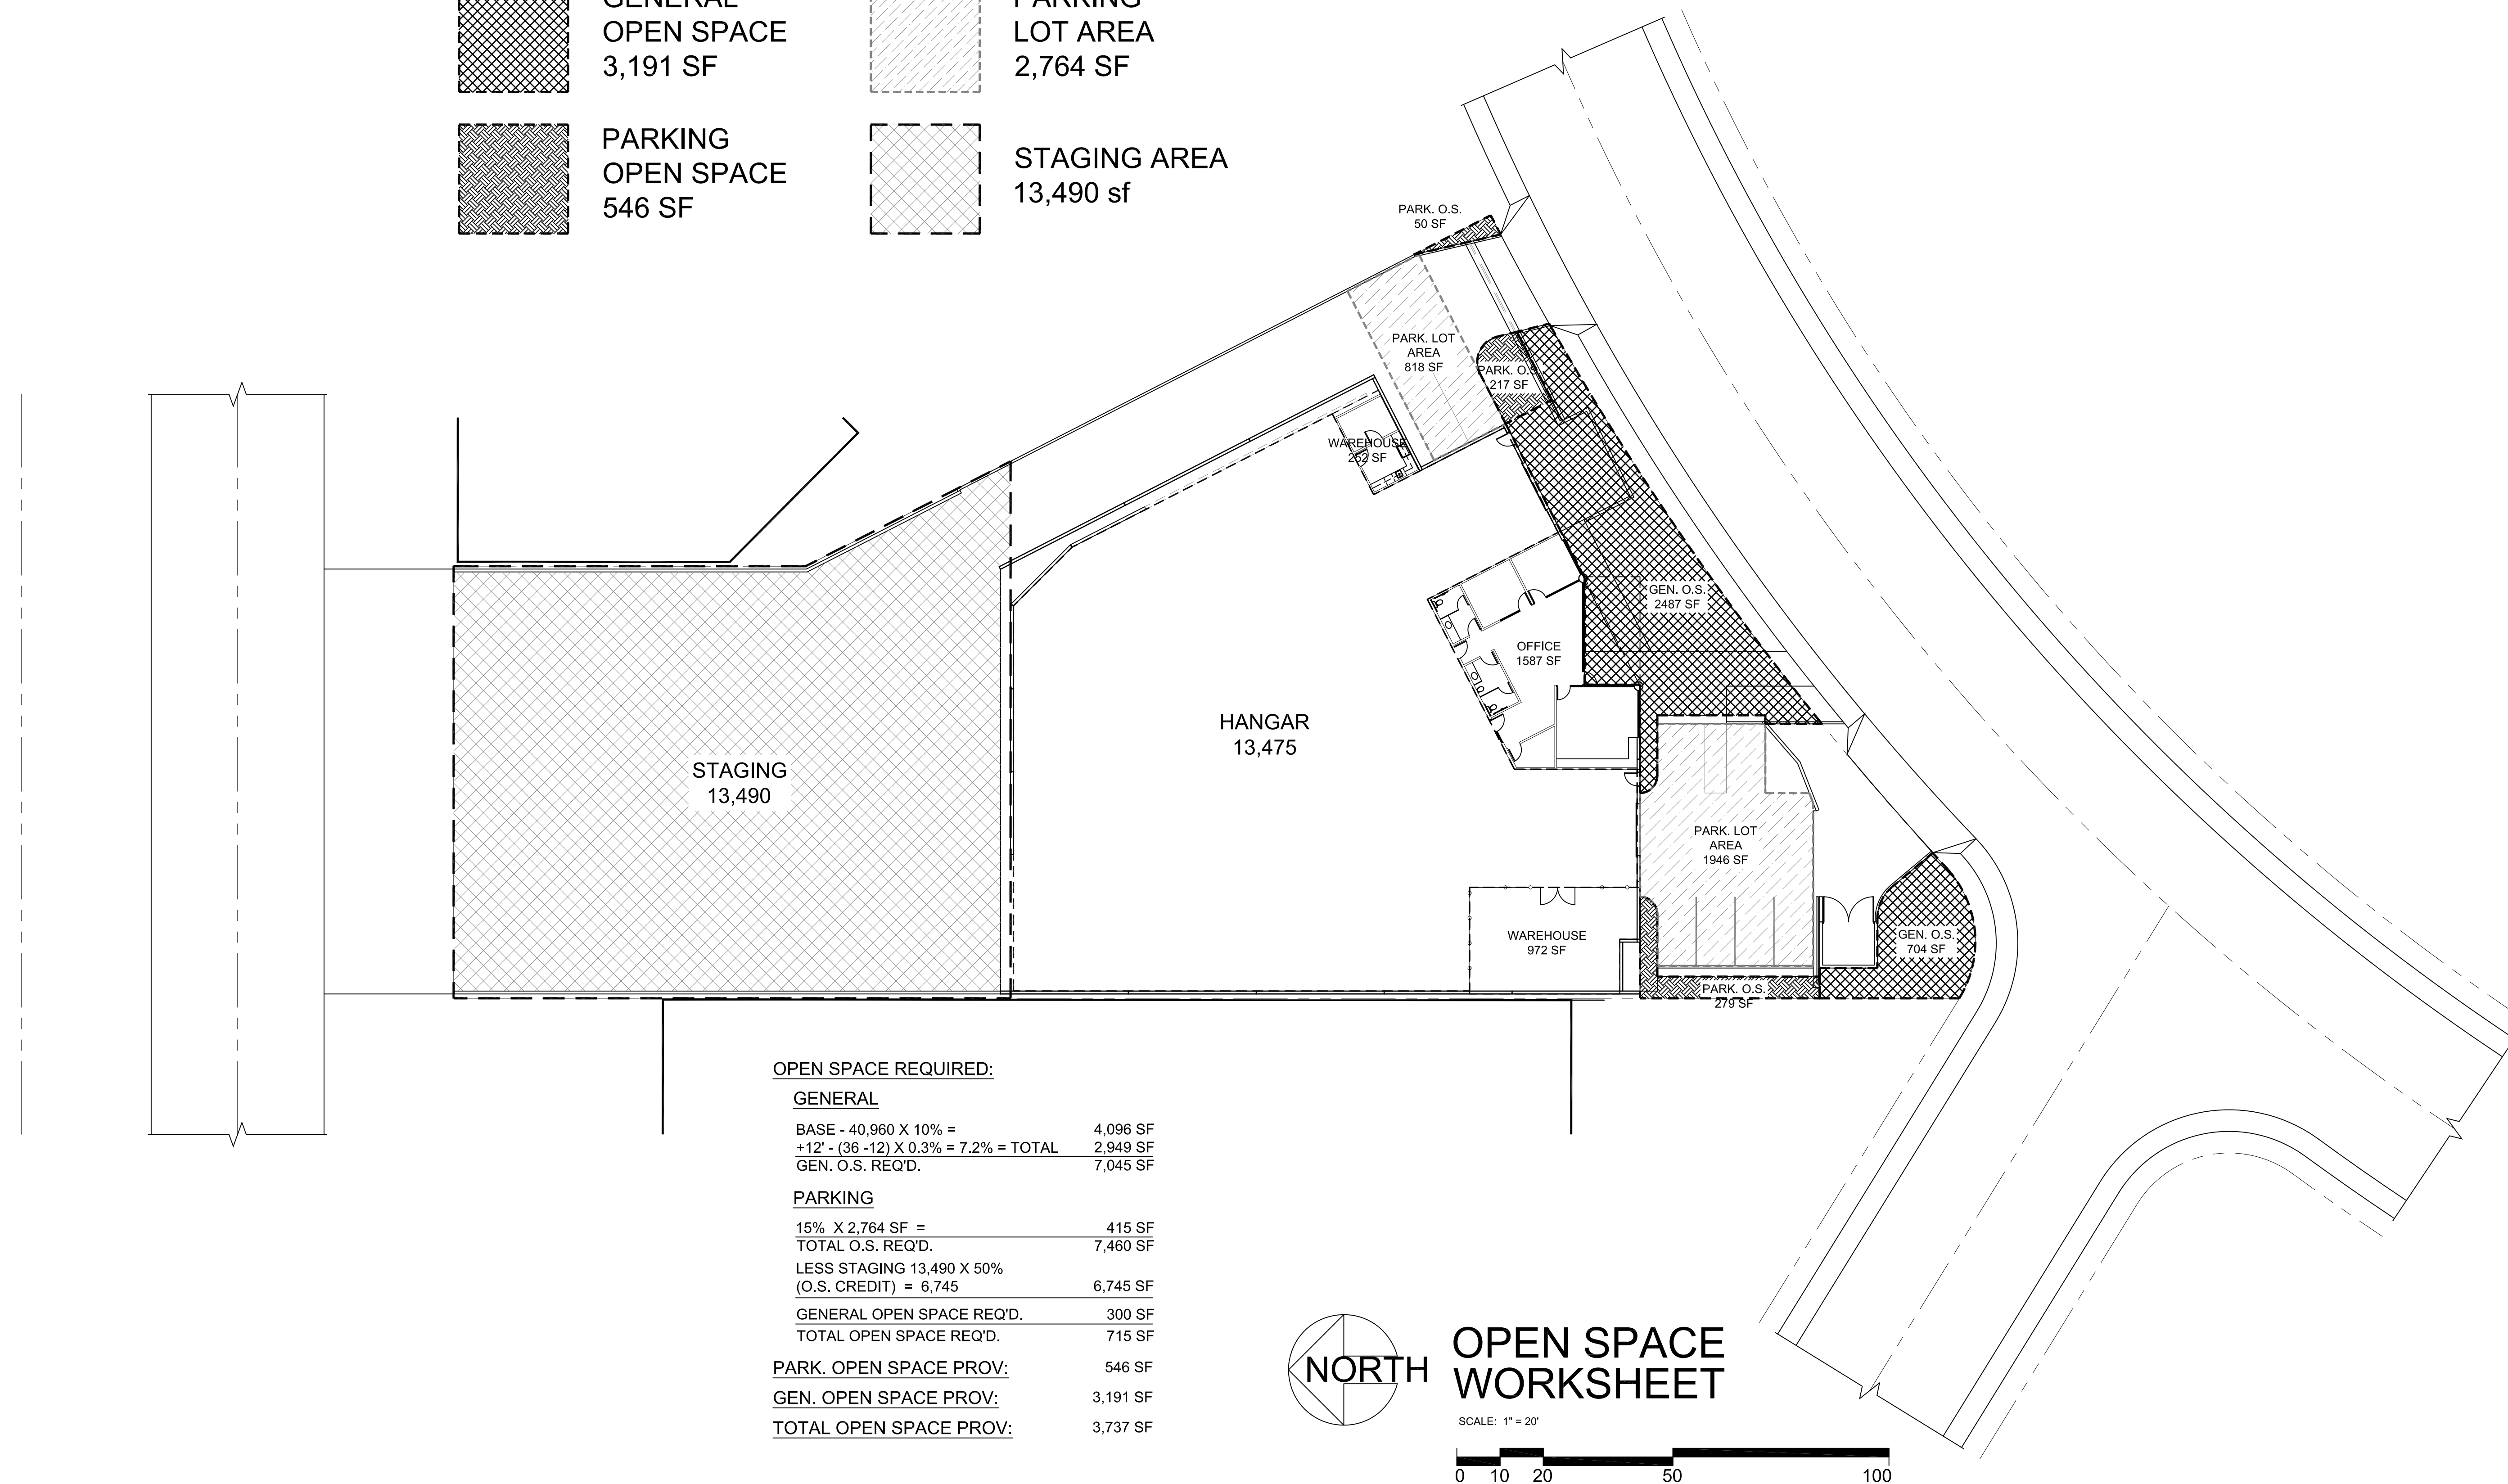 GENERAL
OPEN SPACE
3,191 SF
PARKING
LOT AREA
2,764 SF
PARKING
OPEN SPACE
546 SF
STAGING AREA
13,490 sf
PARK. O.S.
50 SF
PARK. LOT
AREA
818 SF
PARK. O.S.
217 SF
WAREHOUSE
252 SF
GEN. O.S.
2487 SF
OFFICE
1587 SF
HANGAR
13,475
STAGING
13,490
PARK. LOT
AREA
1946 SF
WAREHOUSE
972 SF
GEN. O.S.
704 SF
PARK. O.S.
279 SF
OPEN SPACE REQUIRED:
GENERAL
BASE - 40,960 X 10% = 4,096 SF
+12' - (36 -12) X 0.3% = 7.2% = TOTAL 2,949 SF
GEN. O.S. REQ'D. 7,045 SF
PARKING
15% X 2,764 SF = 415 SF
TOTAL O.S. REQ'D. 7,460 SF
LESS STAGING 13,490 X 50%
(O.S. CREDIT) = 6,745 6,745 SF
GENERAL OPEN SPACE REQ'D. 300 SF
TOTAL OPEN SPACE REQ'D. 715 SF
PARK. OPEN SPACE PROV: 546 SF
GEN. OPEN SPACE PROV: 3,191 SF
TOTAL OPEN SPACE PROV: 3,737 SF
NORTH
OPEN SPACE
WORKSHEET
SCALE: 1" = 20'
0 10 20 50 100